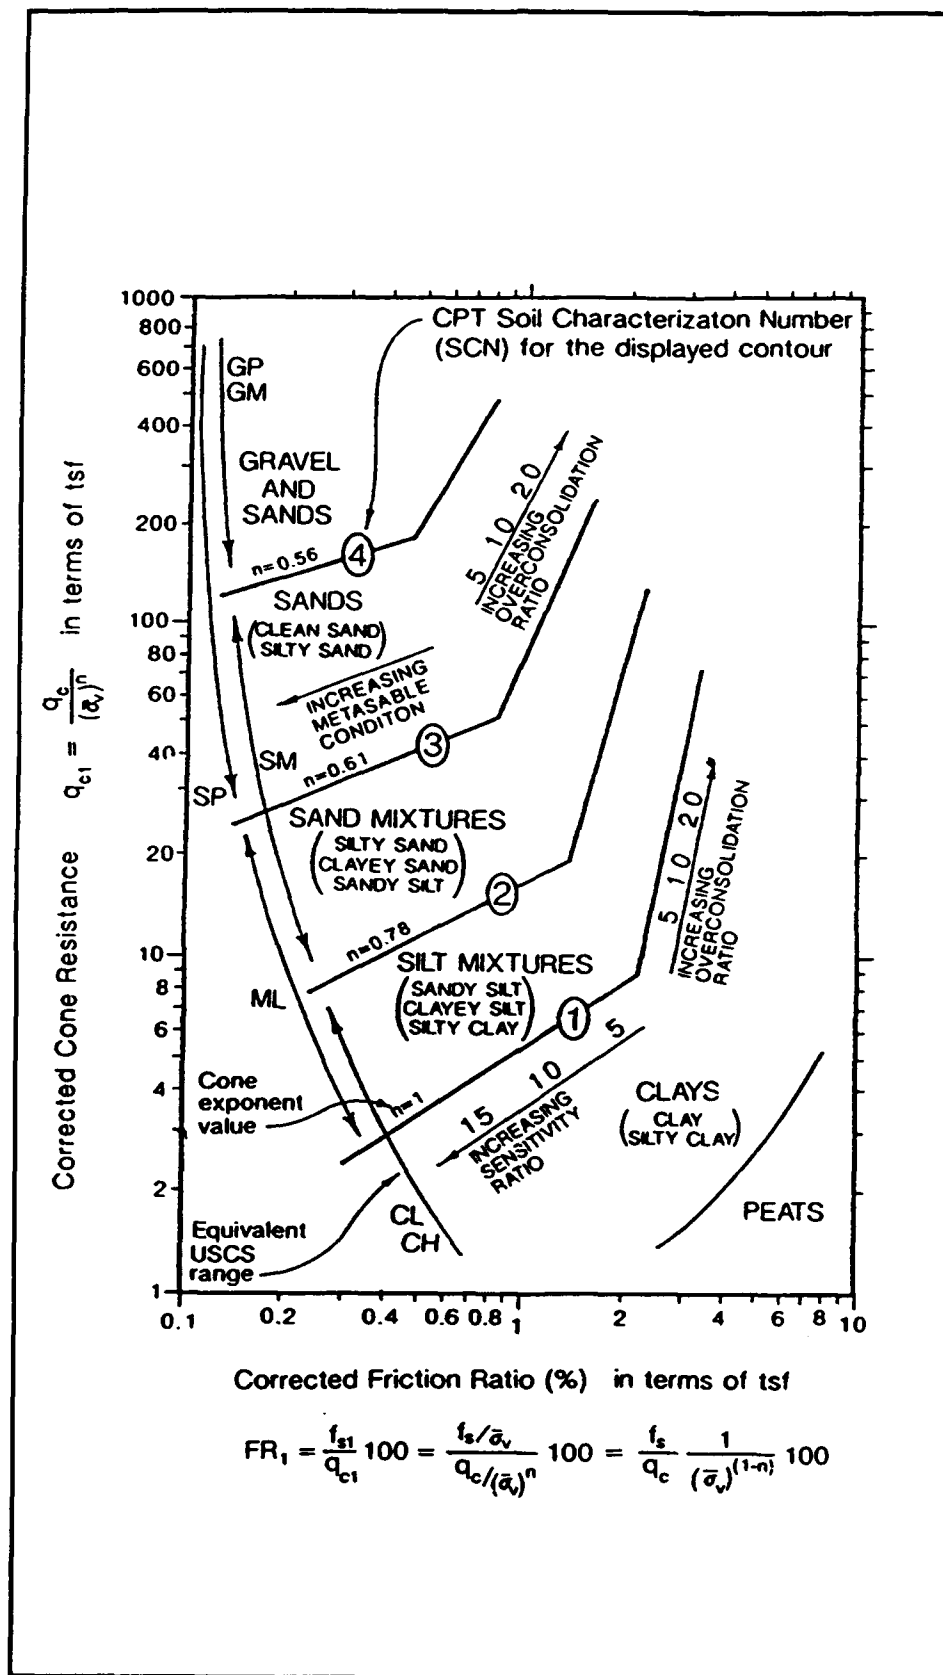 1000
800
600
400
200
100
80
60
40
20
10
8
6
4
2
1
Corrected Cone Resistance q_c1 = q_c / (σ̄_v)^n in terms of tsf
CPT Soil Characterizaton Number
(SCN) for the displayed contour
GP
GM
GRAVEL
AND
SANDS
n=0.56
4
SANDS
(CLEAN SAND
SILTY SAND)
5 10 20
INCREASING
OVERCONSOLIDATION
RATIO
INCREASING
METASABLE
CONDITON
SM
SP
n=0.61
3
SAND MIXTURES
(SILTY SAND
CLAYEY SAND
SANDY SILT)
n=0.78
2
SILT MIXTURES
(SANDY SILT
CLAYEY SILT
SILTY CLAY)
1
ML
5 10 20
INCREASING
OVERCONSOLIDATION
RATIO
Cone
exponent
value
n=1
15 10 5
INCREASING
SENSITIVITY
RATIO
CLAYS
(CLAY
SILTY CLAY)
PEATS
Equivalent
USCS
range
CL
CH
0.1 0.2 0.4 0.6 0.8 1 2 4 6 8 10
Corrected Friction Ratio (%) in terms of tsf
FR_1 = f_s1 / q_c1 100 = (f_s/σ̄_v) / (q_c/(σ̄_v)^n) 100 = f_s / q_c 1 / (σ̄_v)^(1-n) 100